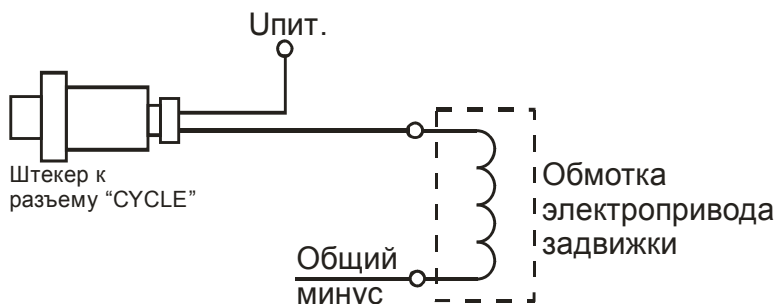 Uпит.
Штекер к
разъему “CYCLE”
Обмотка
электропривода
задвижки
Общий
минус